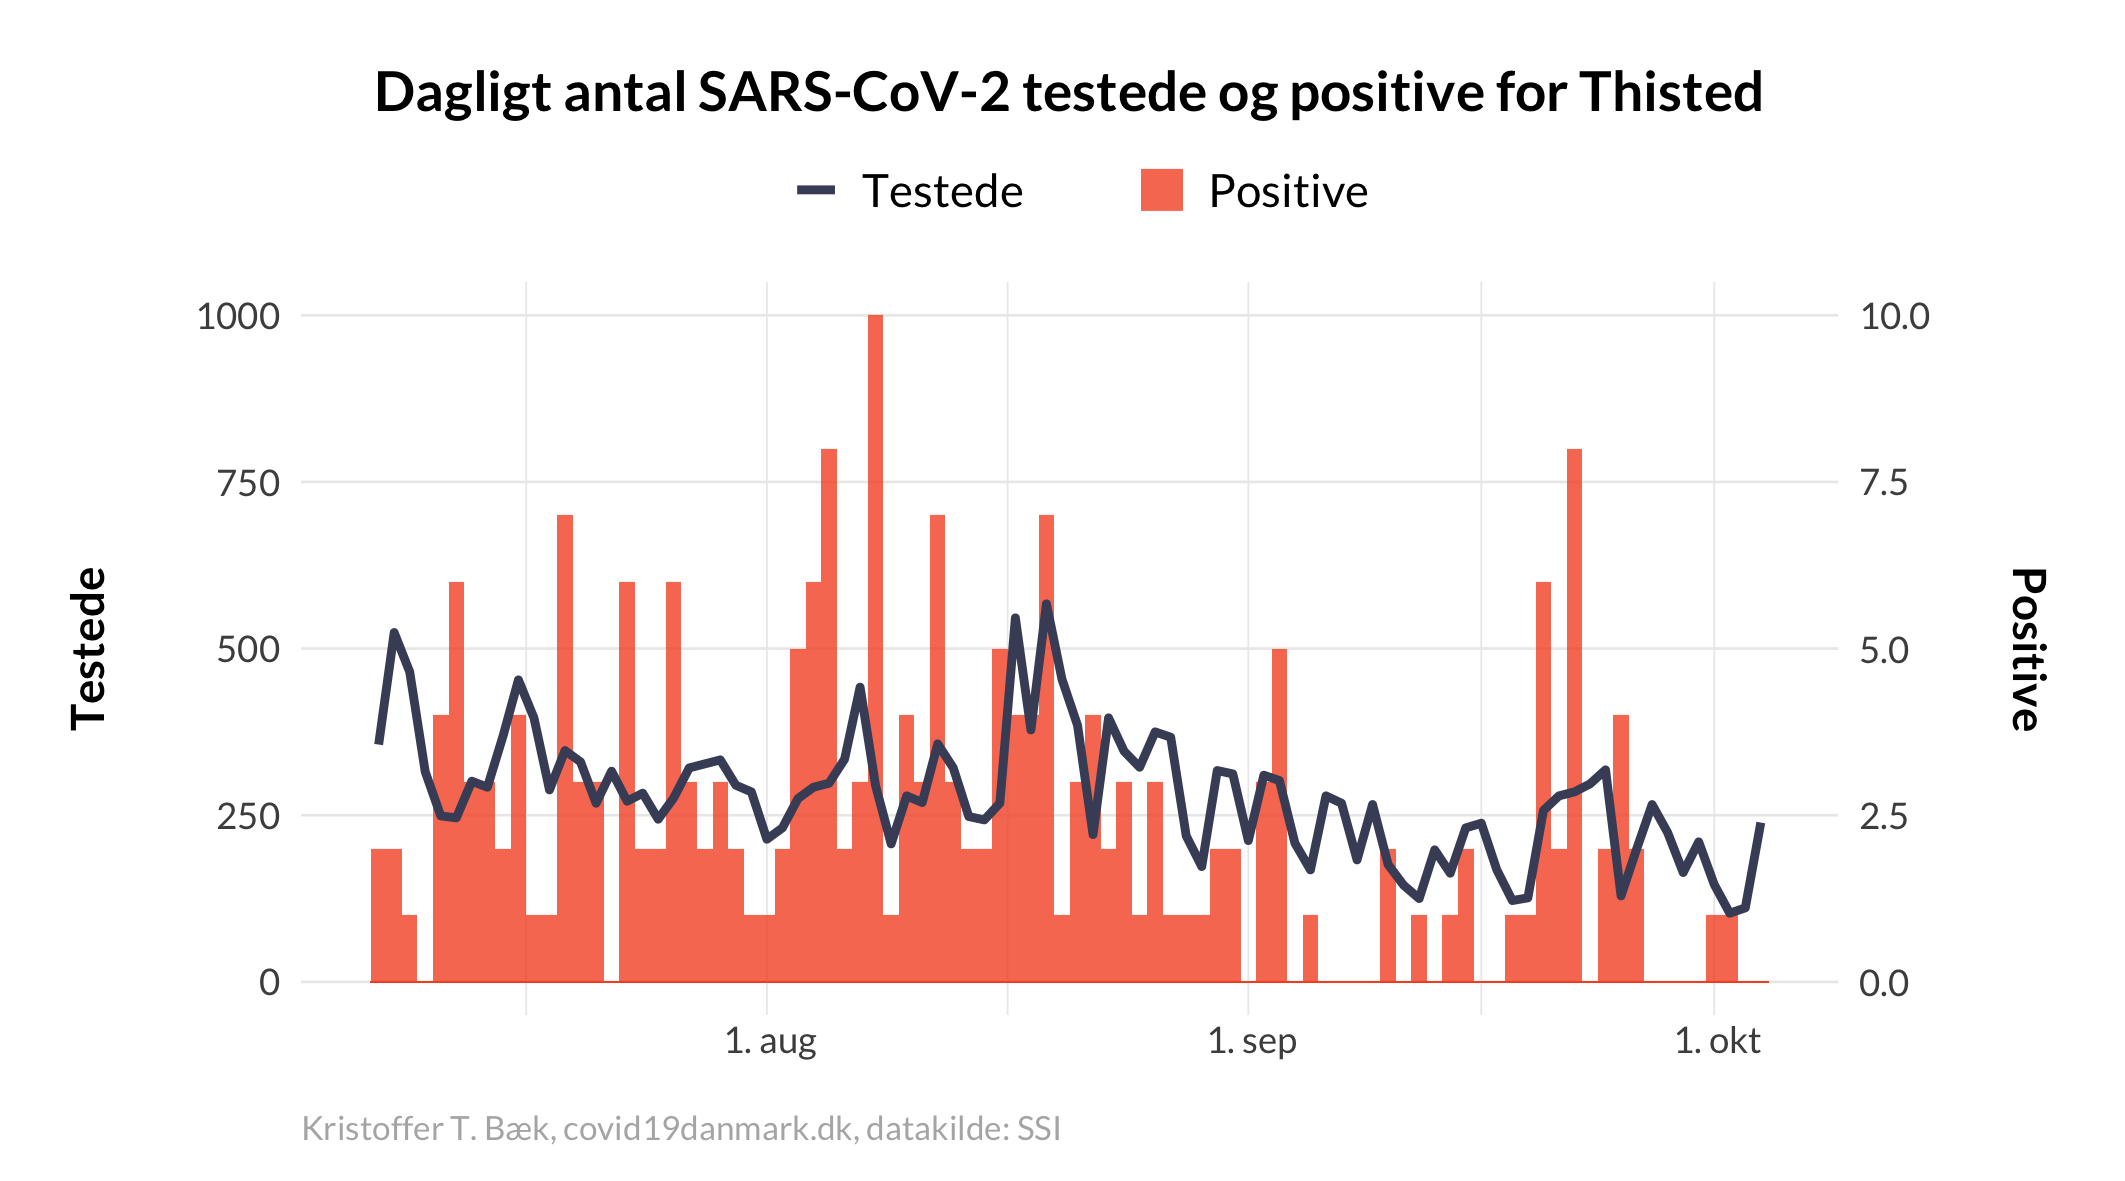 Dagligt antal SARS-CoV-2 testede og positive for Thisted
Testede
Positive
1000
750
500
250
0
10.0
7.5
5.0
2.5
0.0
Testede
Positive
1. aug
1. sep
1. okt
Kristoffer T. Bæk, covid19danmark.dk, datakilde: SSI